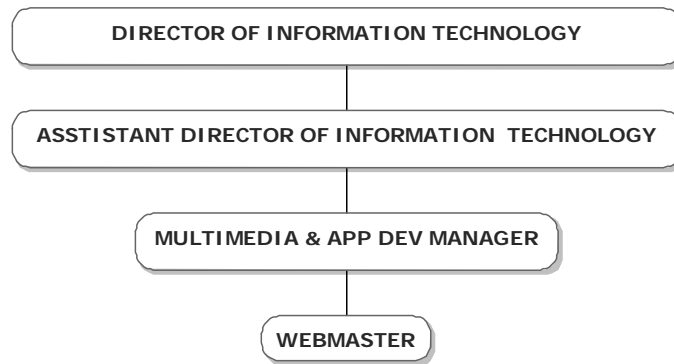 DIRECTOR OF INFORMATION TECHNOLOGY
ASSTISTANT DIRECTOR OF INFORMATION TECHNOLOGY
MULTIMEDIA & APP DEV MANAGER
WEBMASTER